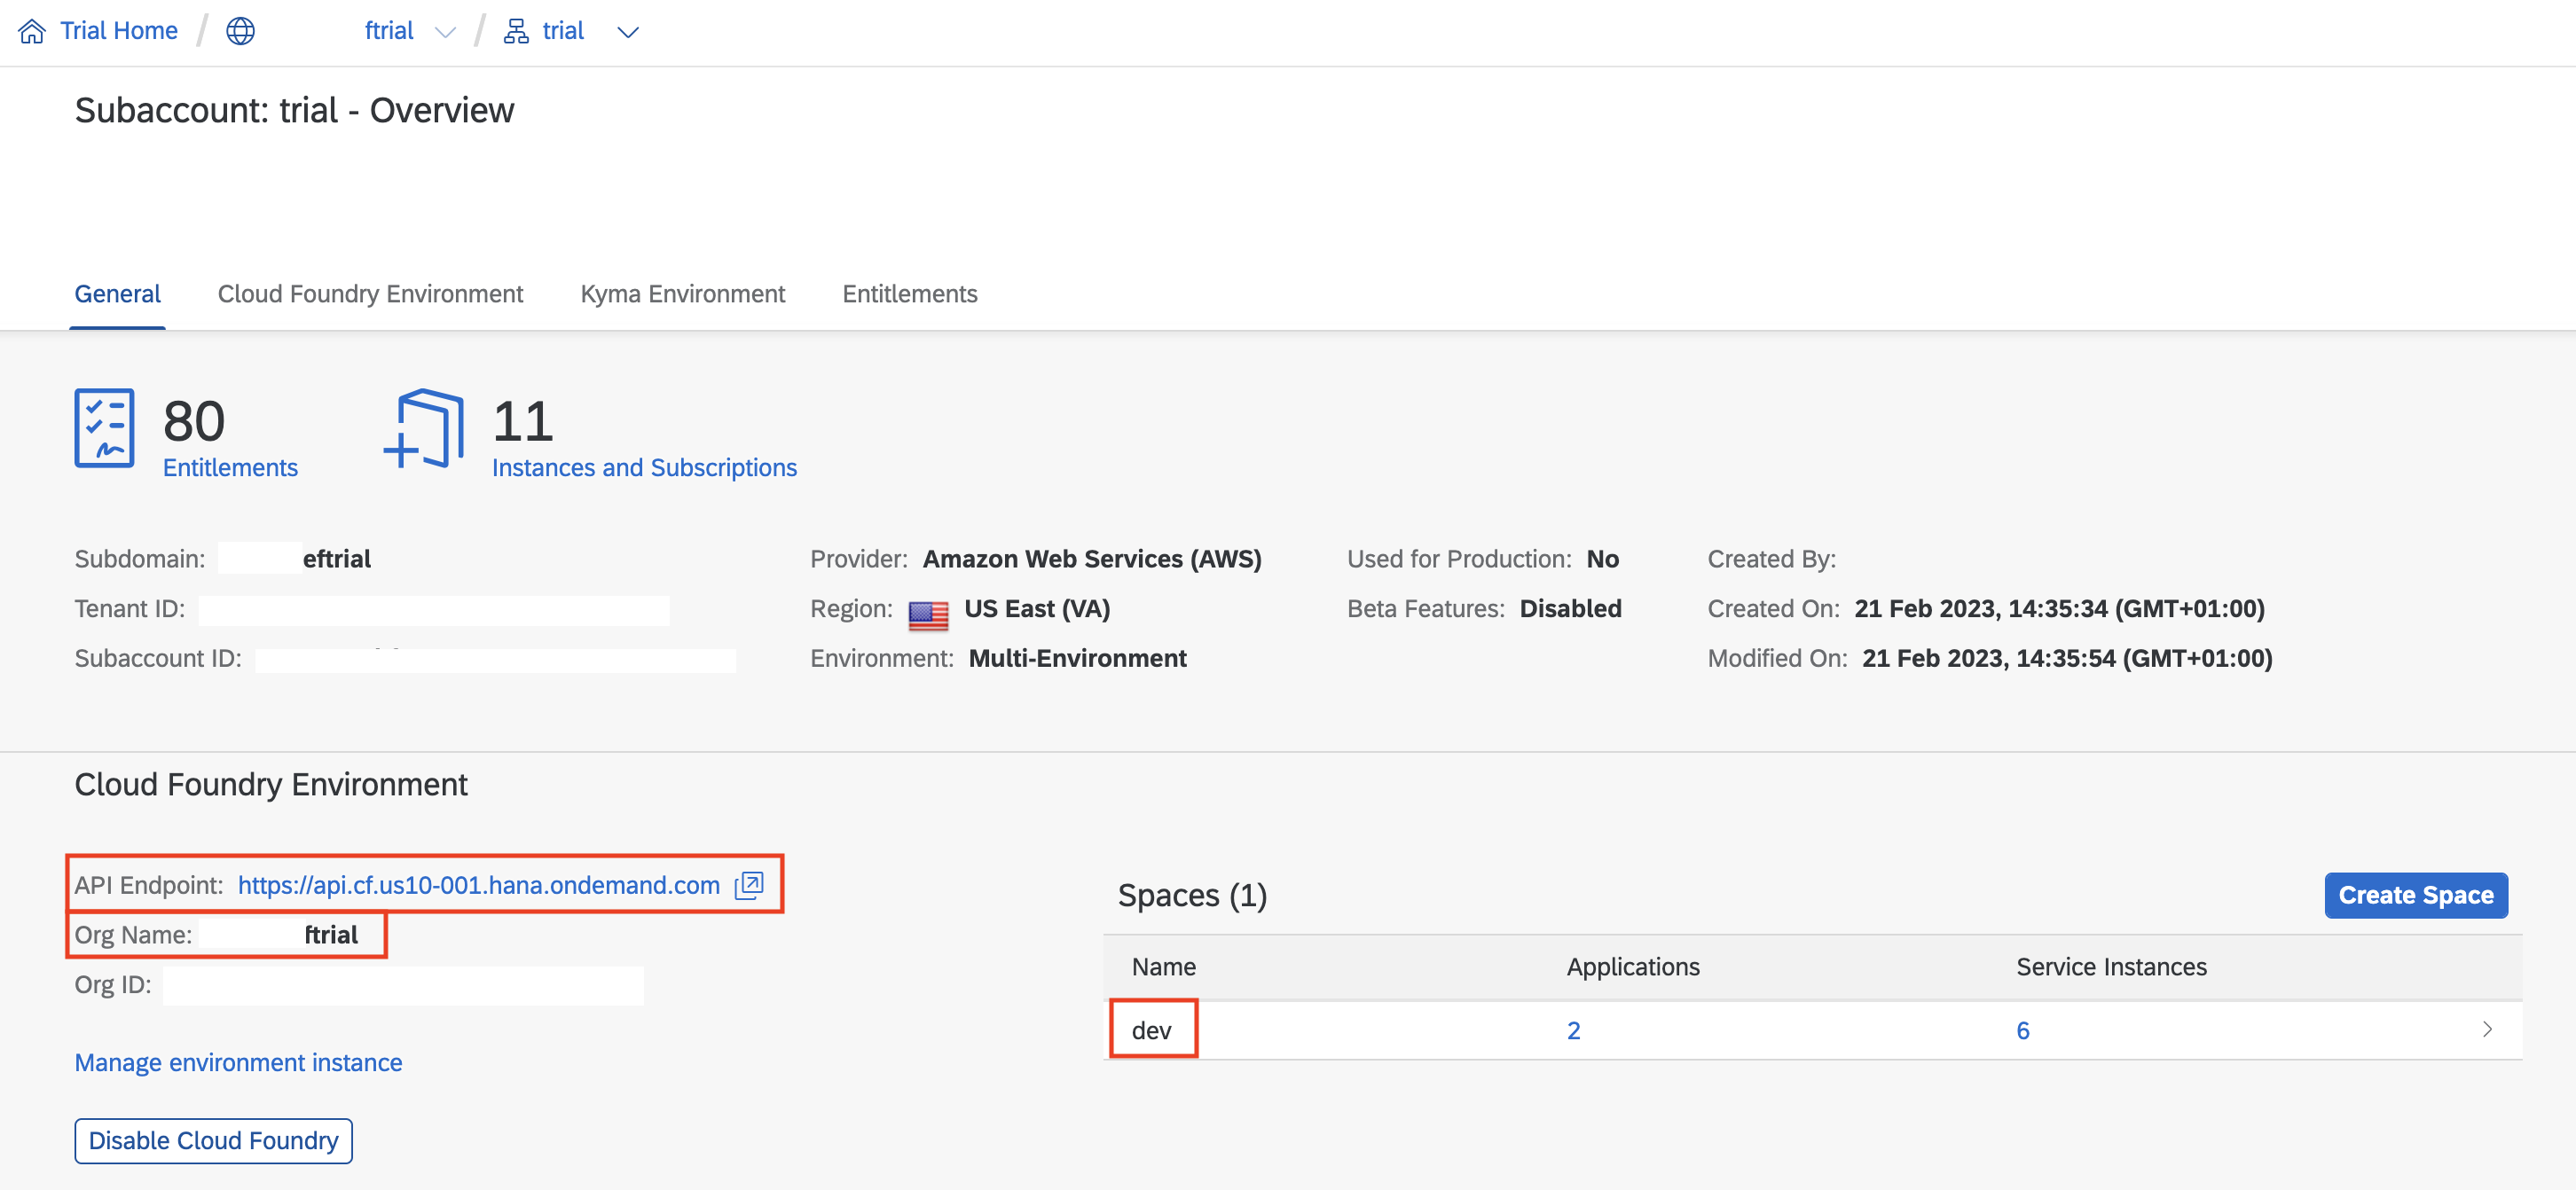 Trial Home / ftrial / trial
Subaccount: trial - Overview
General Cloud Foundry Environment Kyma Environment Entitlements
80
Entitlements
11
Instances and Subscriptions
Subdomain: eftrial
Tenant ID:
Subaccount ID:
Provider: Amazon Web Services (AWS)
Region: US East (VA)
Environment: Multi-Environment
Used for Production: No
Beta Features: Disabled
Created By:
Created On: 21 Feb 2023, 14:35:34 (GMT+01:00)
Modified On: 21 Feb 2023, 14:35:54 (GMT+01:00)
Cloud Foundry Environment
API Endpoint: https://api.cf.us10-001.hana.ondemand.com
Org Name: ftrial
Org ID:
Manage environment instance
Disable Cloud Foundry
Spaces (1)
Create Space
Name Applications Service Instances
dev 2 6